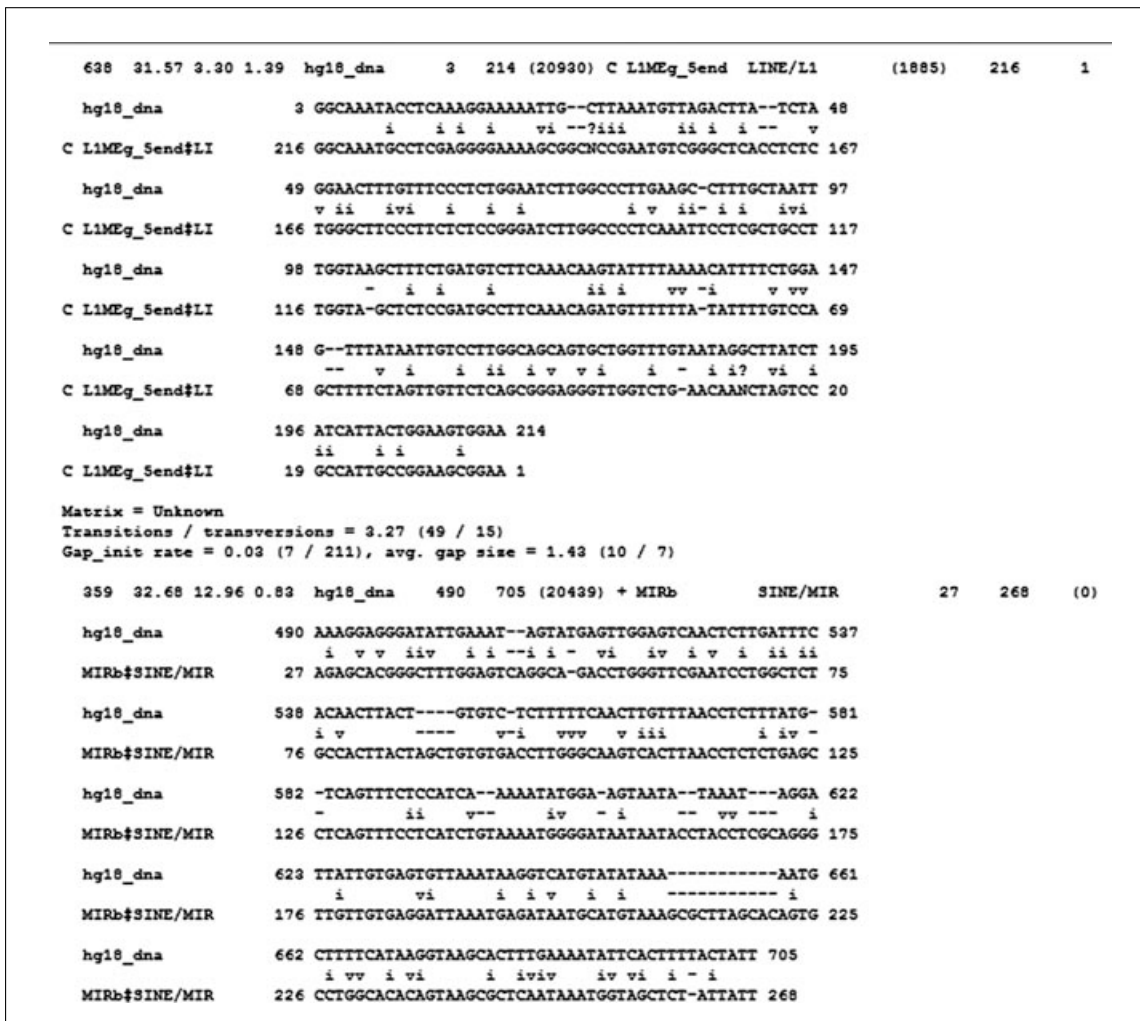 638 31.57 3.30 1.39 hg18_dna 3 214 (20930) C L1MEg_5end LINE/L1 (1885) 216 1
hg18_dna 3 GGCAAATACCTCAAAGGAAAAATTG--CTTAAATGTTAGACTTA--TCTA 48
i i i i vi --?iii ii i i -- v
C L1MEg_5end#LI 216 GGCAAATGCCTCGAGGGGAAAAGCGGCNCCGAATGTCGGGCTCACCTCTC 167
hg18_dna 49 GGAACTTTGTTTCCCTCTGGAATCTTGGCCCTTGAAGC-CTTTGCTAATT 97
v ii ivi i i i i v ii- i i ivi
C L1MEg_5end#LI 166 TGGGCTTCCCTTCTCTCCGGGATCTTGGCCCCTCAAATTCCTCGCTGCCT 117
hg18_dna 98 TGGTAAGCTTTCTGATGTCTTCAAACAAGTATTTTAAAACATTTTCTGGA 147
- i i i ii i vv -i v vv
C L1MEg_5end#LI 116 TGGTA-GCTCTCCGATGCCTTCAAACAGATGTTTTTTA-TATTTTGTCCA 69
hg18_dna 148 G--TTTATAATTGTCCTTGGCAGCAGTGCTGGTTTGTAATAGGCTTATCT 195
-- v i i ii i v v i i - i i? vi i
C L1MEg_5end#LI 68 GCTTTTCTAGTTGTTCTCAGCGGGAGGGTTGGTCTG-AACAANCTAGTCC 20
hg18_dna 196 ATCATTACTGGAAGTGGAA 214
ii i i i
C L1MEg_5end#LI 19 GCCATTGCCGGAAGCGGAA 1
Matrix = Unknown
Transitions / transversions = 3.27 (49 / 15)
Gap_init rate = 0.03 (7 / 211), avg. gap size = 1.43 (10 / 7)
359 32.68 12.96 0.83 hg18_dna 490 705 (20439) + MIRb SINE/MIR 27 268 (0)
hg18_dna 490 AAAGGAGGGATATTGAAAT--AGTATGAGTTGGAGTCAACTCTTGATTTC 537
i v v iiv i i --i i - vi iv i v i ii ii
MIRb#SINE/MIR 27 AGAGCACGGGCTTTGGAGTCAGGCA-GACCTGGGTTCGAATCCTGGCTCT 75
hg18_dna 538 ACAACTTACT----GTGTC-TCTTTTTCAACTTGTTTAACCTCTTTATG- 581
i v ---- v-i vvv v iii i iv -
MIRb#SINE/MIR 76 GCCACTTACTAGCTGTGTGACCTTGGGCAAGTCACTTAACCTCTCTGAGC 125
hg18_dna 582 -TCAGTTTCTCCATCA--AAAATATGGA-AGTAATA--TAAAT---AGGA 622
- ii v-- iv - i -- vv --- i
MIRb#SINE/MIR 126 CTCAGTTTCCTCATCTGTAAAATGGGGATAATAATACCTACCTCGCAGGG 175
hg18_dna 623 TTATTGTGAGTGTTAAATAAGGTCATGTATATAAA-----------AATG 661
i vi i i v i i ----------- i
MIRb#SINE/MIR 176 TTGTTGTGAGGATTAAATGAGATAATGCATGTAAAGCGCTTAGCACAGTG 225
hg18_dna 662 CTTTTCATAAGGTAAGCACTTTGAAAATATTCACTTTTACTATT 705
i vv i vi i iviv iv vi i - i
MIRb#SINE/MIR 226 CCTGGCACACAGTAAGCGCTCAATAAATGGTAGCTCT-ATTATT 268